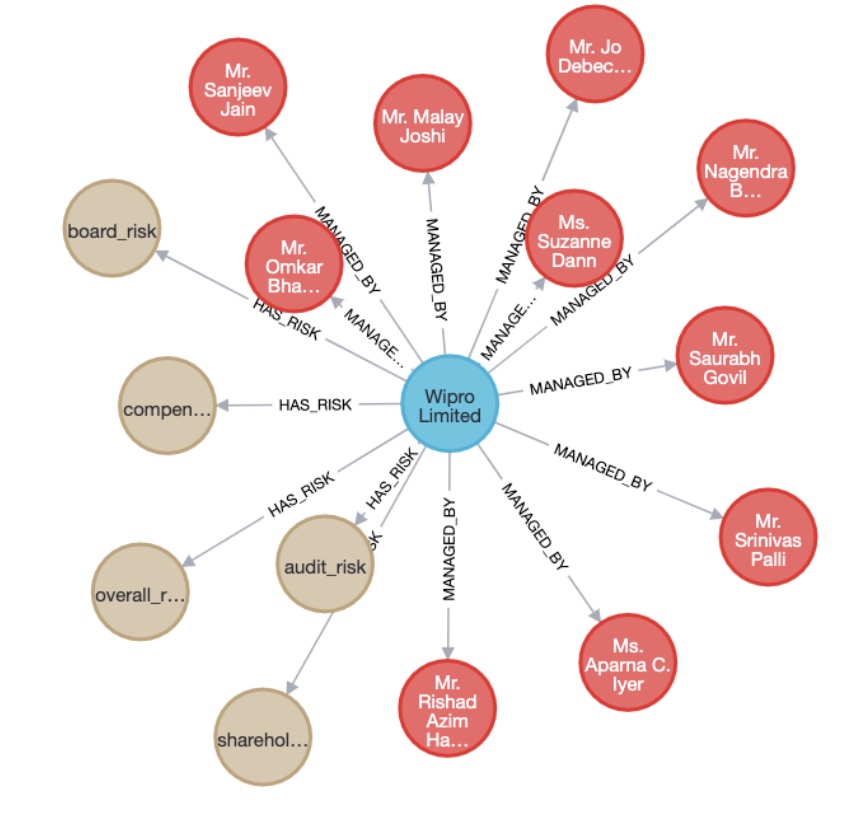 Mr. Jo
Debec...
Mr.
Sanjeev
Jain
Mr. Malay
Joshi
Mr.
Nagendra
B...
board_risk
Mr.
Omkar
Bha...
Ms.
Suzanne
Dann
MANAGED_BY
MANAGED_BY
MANAGED_BY
MANAGED_BY
HAS_RISK
MANAGE...
MANAGE...
Mr.
Saurabh
Govil
MANAGED_BY
compen...
HAS_RISK
Wipro
Limited
MANAGED_BY
HAS_RISK
HAS_RISK
SK
MANAGED_BY
MANAGED_BY
Mr.
Srinivas
Palli
audit_risk
overall_r...
Ms.
Aparna C.
Iyer
Mr.
Rishad
Azim
Ha...
sharehol...